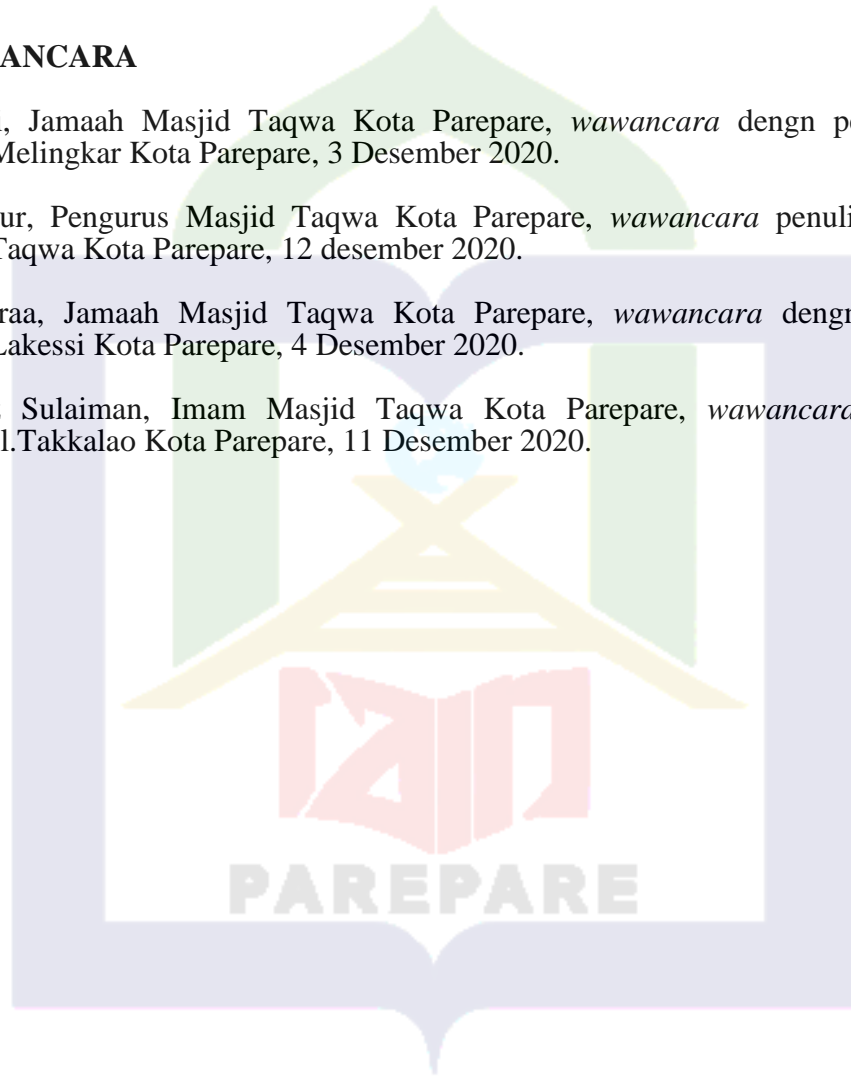 ANCARA
, Jamaah Masjid Taqwa Kota Parepare, wawancara dengn
Melingkar Kota Parepare, 3 Desember 2020.
ur, Pengurus Masjid Taqwa Kota Parepare, wawancara penuli
Taqwa Kota Parepare, 12 desember 2020.
raa, Jamaah Masjid Taqwa Kota Parepare, wawancara dengn
Lakessi Kota Parepare, 4 Desember 2020.
Sulaiman, Imam Masjid Taqwa Kota Parepare, wawancara
l.Takkalao Kota Parepare, 11 Desember 2020.
iain
PAREPARE